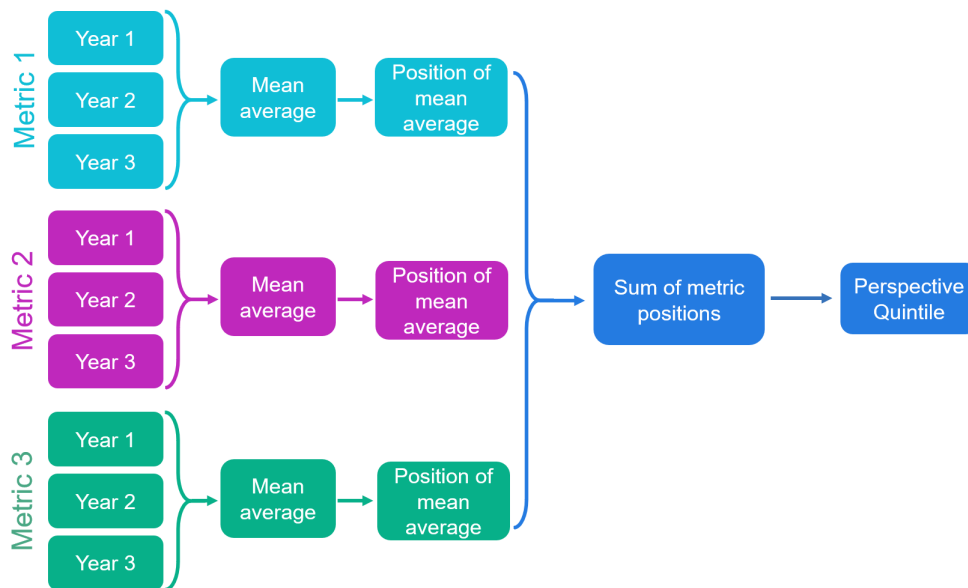 Metric 1
Year 1
Year 2
Year 3
Mean
average
Position of
mean
average
Metric 2
Year 1
Year 2
Year 3
Mean
average
Position of
mean
average
Metric 3
Year 1
Year 2
Year 3
Mean
average
Position of
mean
average
Sum of metric
positions
Perspective
Quintile